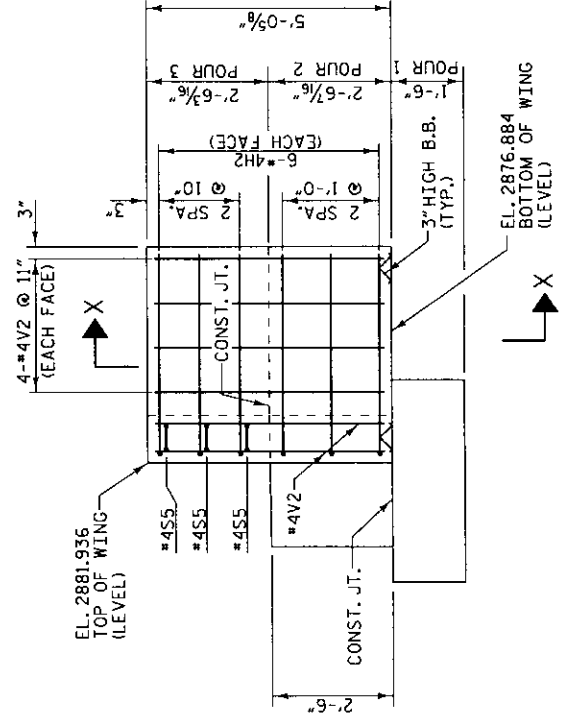 EL. 2881.936
TOP OF WING
(LEVEL)
4-#4V2 @ 11"
(EACH FACE)
3"
X
3"
2 SPA.
@ 10"
2 SPA.
@ 1'-0"
6-#4H2
(EACH FACE)
2'-6 3/16"
POUR 3
2'-6 7/16"
POUR 2
1'-6"
POUR 1
5'-0 5/8"
#4S5
#4S5
#4S5
CONST. JT.
#4V2
CONST. JT.
2'-6"
3" HIGH B.B.
(TYP.)
EL. 2876.884
BOTTOM OF WING
(LEVEL)
X